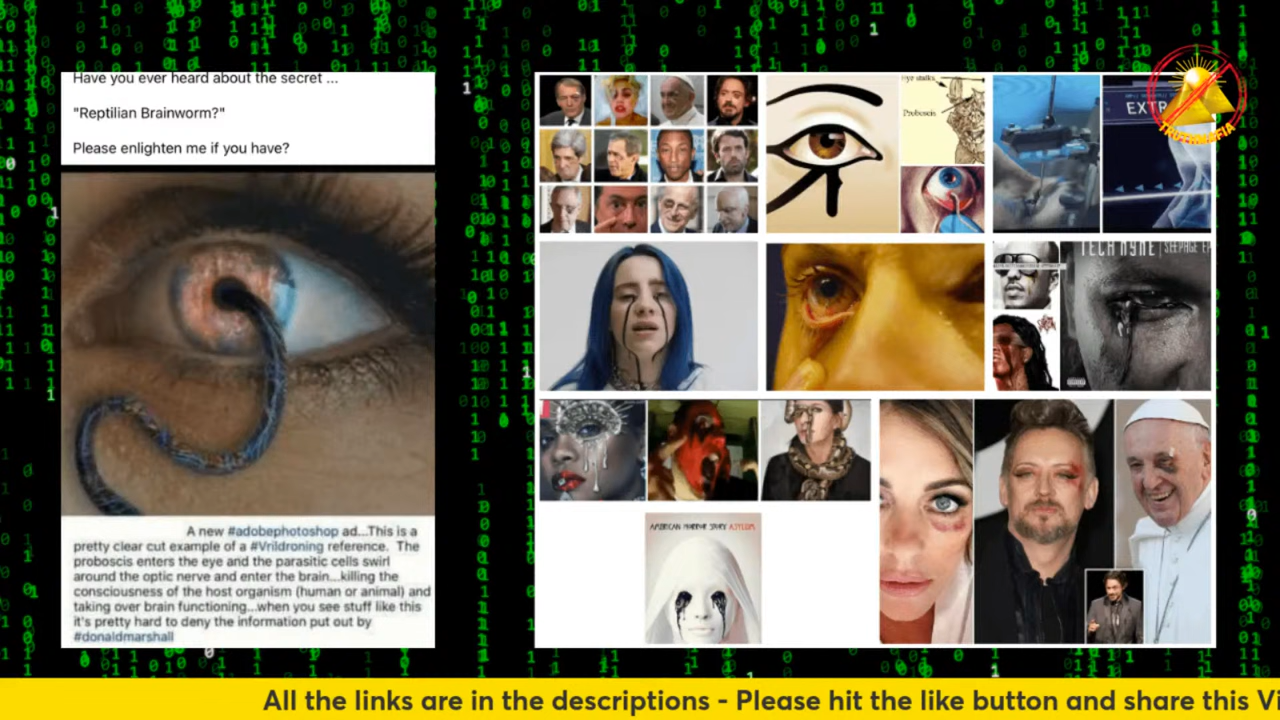 Have you ever heard about the secret ...
"Reptilian Brainworm?"
Please enlighten me if you have?
A new #adobephotoshop ad...This is a
pretty clear cut example of a #Vrildroning reference. The
proboscis enters the eye and the parasitic cells swirl
around the optic nerve and enter the brain...killing the
consciousness of the host organism (human or animal) and
taking over brain functioning...when you see stuff like this
it's pretty hard to deny the information put out by
#donaldmarshall
Proboscis
EXTR
TRUTHMAFIA
TECH N9NE SEEPAGE EP
AMERICAN HORROR STORY ASYLUM
All the links are in the descriptions - Please hit the like button and share this Vi